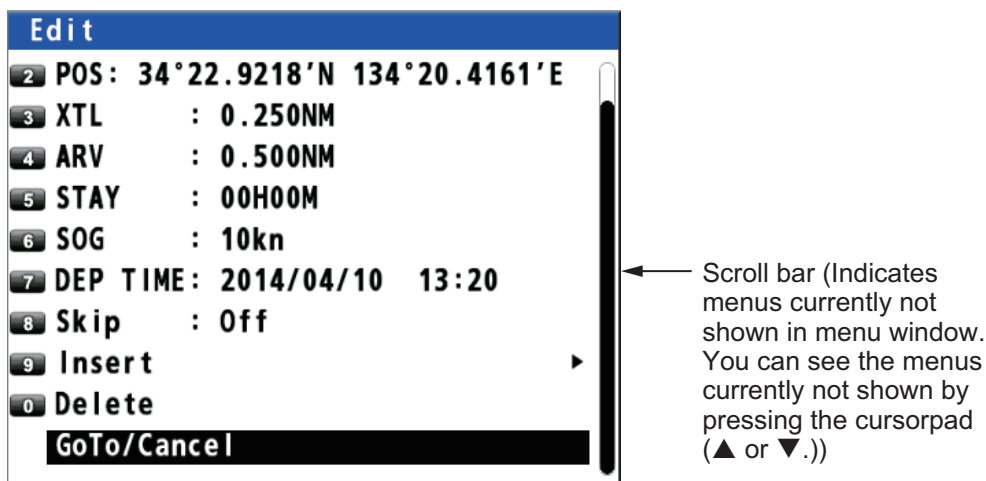 Edit
2 POS: 34°22.9218'N 134°20.4161'E
3 XTL : 0.250NM
4 ARV : 0.500NM
5 STAY : 00H00M
6 SOG : 10kn
7 DEP TIME: 2014/04/10 13:20
8 Skip : Off
9 Insert ▶
0 Delete
GoTo/Cancel
Scroll bar (Indicates
menus currently not
shown in menu window.
You can see the menus
currently not shown by
pressing the cursorpad
(▲ or ▼.))